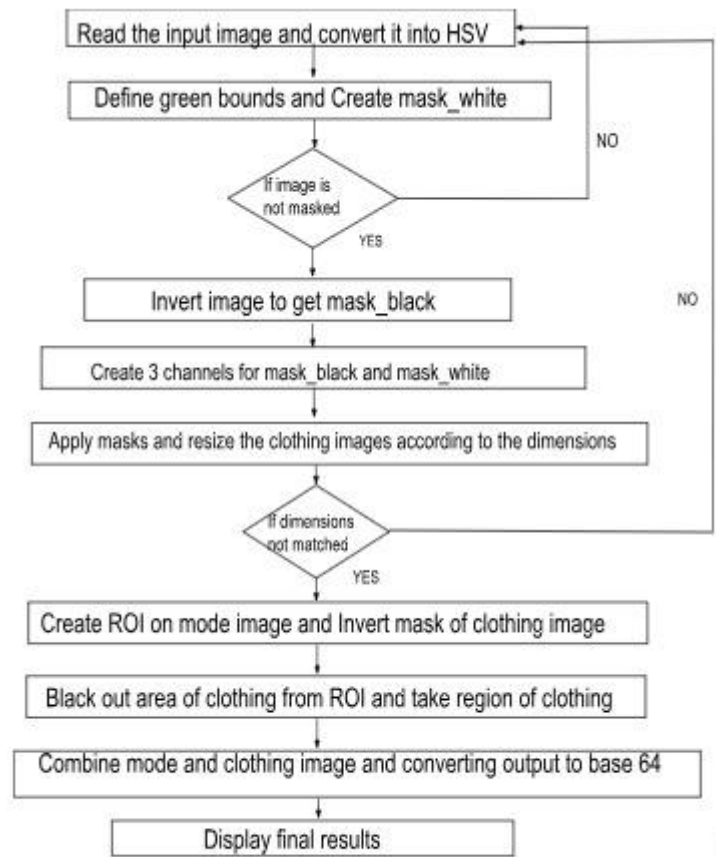 Read the input image and convert it into HSV
Define green bounds and Create mask_white
NO
If image is
not masked
YES
Invert image to get mask_black
NO
Create 3 channels for mask_black and mask_white
Apply masks and resize the clothing images according to the dimensions
If dimensions
not matched
YES
Create ROI on mode image and Invert mask of clothing image
Black out area of clothing from ROI and take region of clothing
Combine mode and clothing image and converting output to base 64
Display final results